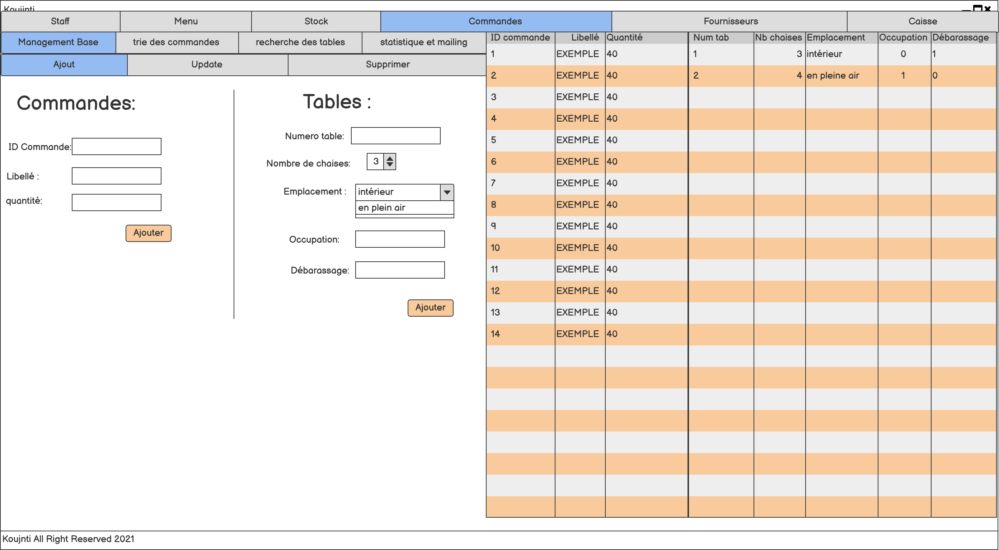 Koujnti
Staff Menu Stock Commandes Fournisseurs Caisse
Management Base trie des commandes recherche des tables statistique et mailing
Ajout Update Supprimer
Commandes:
ID Commande:
Libellé :
quantité:
Ajouter
Tables :
Numero table:
Nombre de chaises: 3
Emplacement : intérieur
en plein air
Occupation:
Débarassage:
Ajouter
ID commande Libellé Quantité Num tab Nb chaises Emplacement Occupation Débarassage
1 EXEMPLE 40 1 3 intérieur 0 1
2 EXEMPLE 40 2 4 en pleine air 1 0
3 EXEMPLE 40
4 EXEMPLE 40
5 EXEMPLE 40
6 EXEMPLE 40
7 EXEMPLE 40
8 EXEMPLE 40
9 EXEMPLE 40
10 EXEMPLE 40
11 EXEMPLE 40
12 EXEMPLE 40
13 EXEMPLE 40
14 EXEMPLE 40
Koujnti All Right Reserved 2021